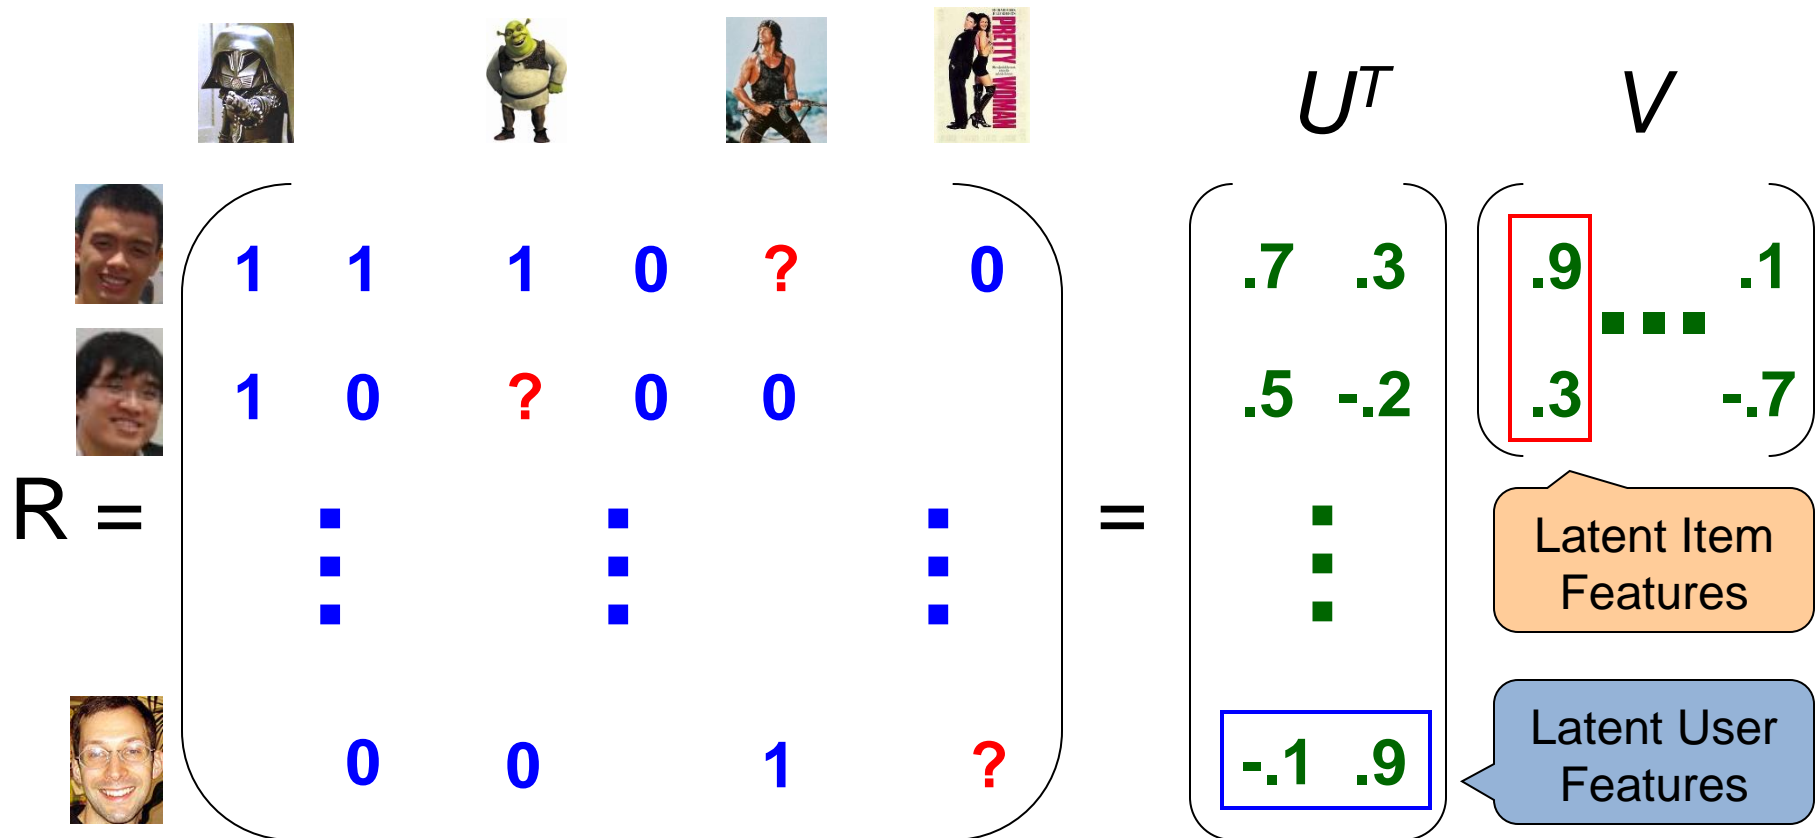 PRETTY WOMAN
U^T V
1 1 1 0 ? 0
.7 .3
.9 .1
1 0 ? 0 0
.5 -.2
.3 -.7
R = =
Latent Item
Features
0 0 1 ?
-.1 .9
Latent User
Features